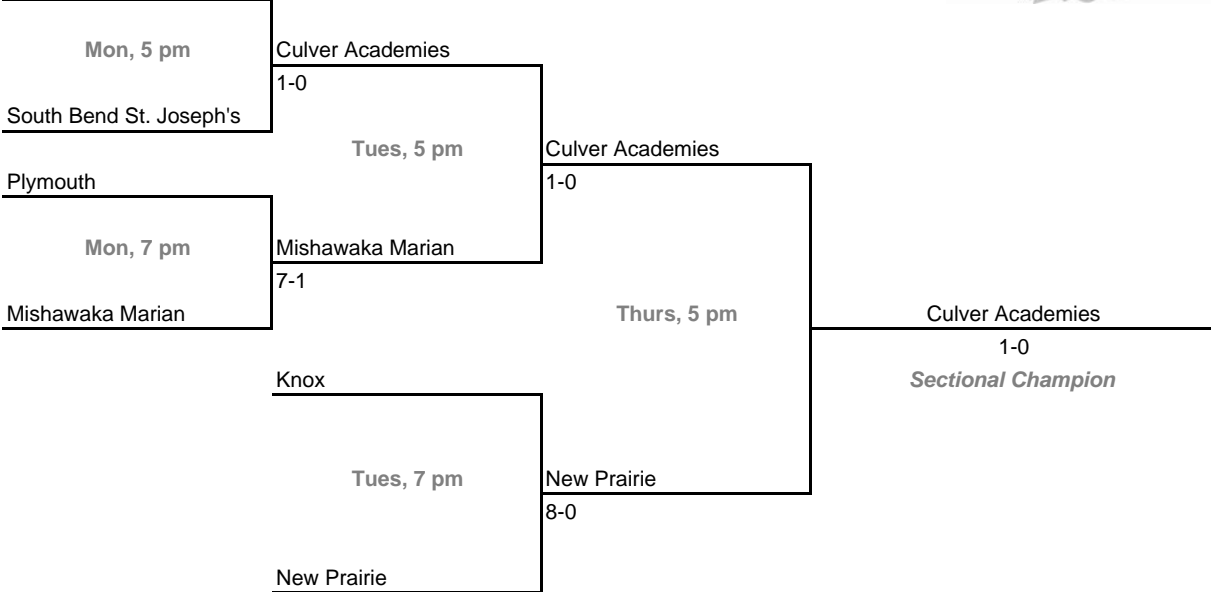 Mon, 5 pm
Culver Academies
1-0
South Bend St. Joseph's
Tues, 5 pm
Culver Academies
Plymouth
1-0
Mon, 7 pm
Mishawaka Marian
7-1
Mishawaka Marian
Thurs, 5 pm
Culver Academies
1-0
Knox
Sectional Champion
Tues, 7 pm
New Prairie
8-0
New Prairie